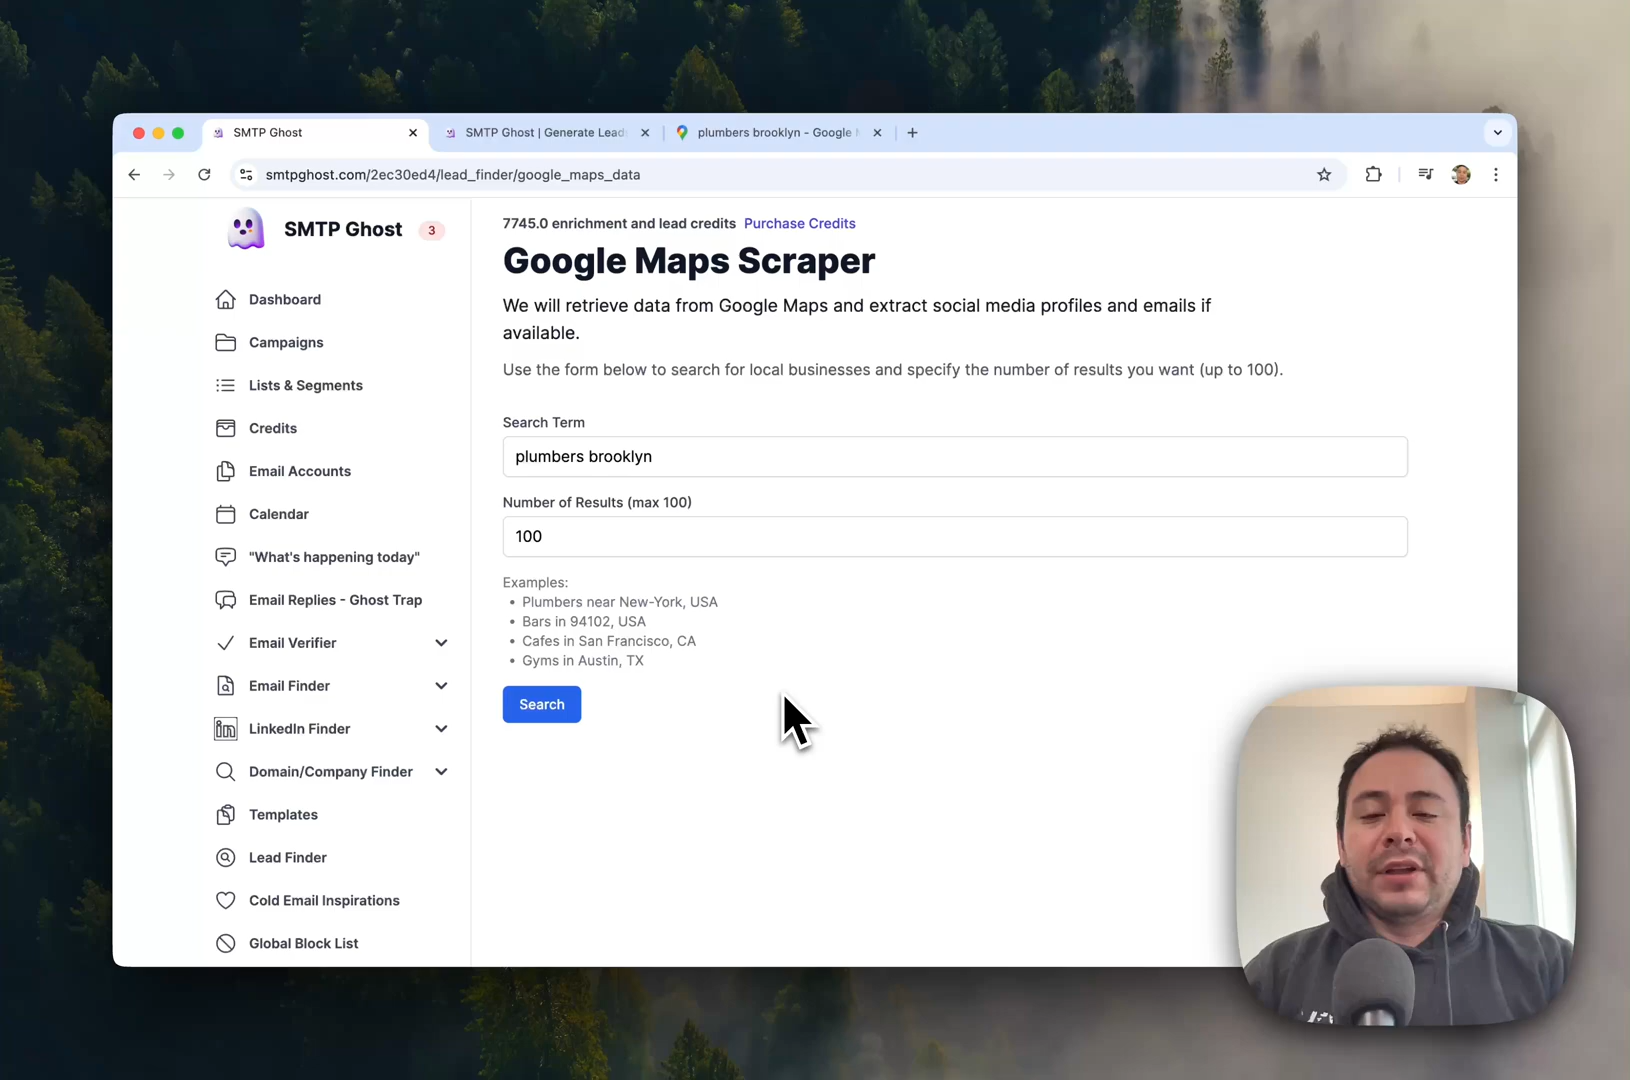 SMTP Ghost
SMTP Ghost | Generate Lead
plumbers brooklyn - Google
smtpghost.com/2ec30ed4/lead_finder/google_maps_data
SMTP Ghost 3
Dashboard
Campaigns
Lists & Segments
Credits
Email Accounts
Calendar
"What's happening today"
Email Replies - Ghost Trap
Email Verifier
Email Finder
LinkedIn Finder
Domain/Company Finder
Templates
Lead Finder
Cold Email Inspirations
Global Block List
7745.0 enrichment and lead credits Purchase Credits
Google Maps Scraper
We will retrieve data from Google Maps and extract social media profiles and emails if
available.
Use the form below to search for local businesses and specify the number of results you want (up to 100).
Search Term
plumbers brooklyn
Number of Results (max 100)
100
Examples:
• Plumbers near New-York, USA
• Bars in 94102, USA
• Cafes in San Francisco, CA
• Gyms in Austin, TX
Search